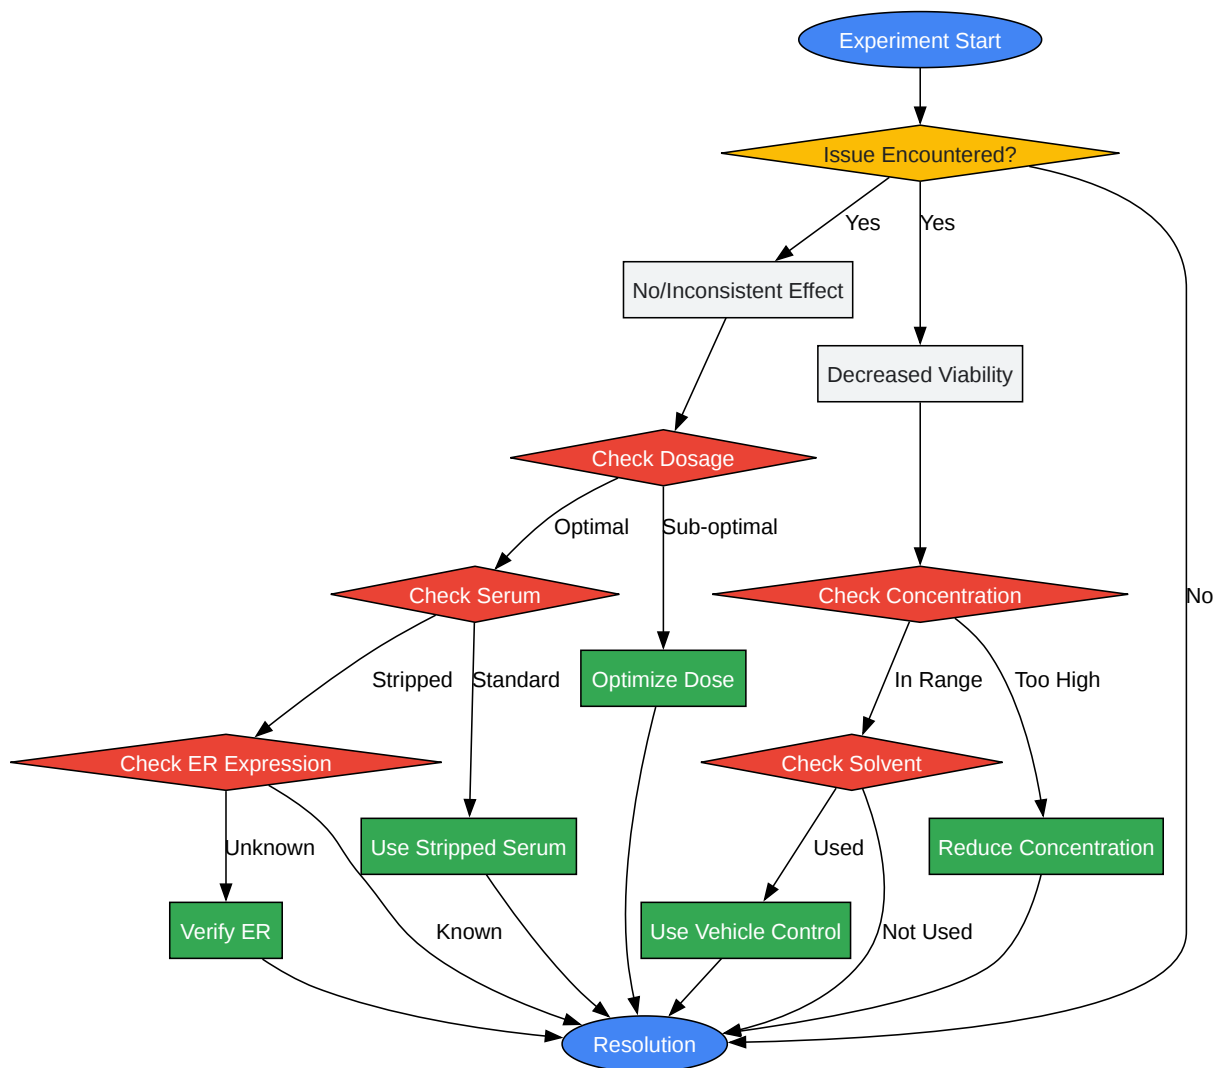 Experiment Start
Issue Encountered?
Yes
Yes
No/Inconsistent Effect
Decreased Viability
Check Dosage
Optimal
Sub-optimal
Check Serum
Check Concentration
No
Stripped
Standard
Optimize Dose
In Range
Too High
Check ER Expression
Check Solvent
Unknown
Use Stripped Serum
Used
Reduce Concentration
Verify ER
Known
Use Vehicle Control
Not Used
Resolution